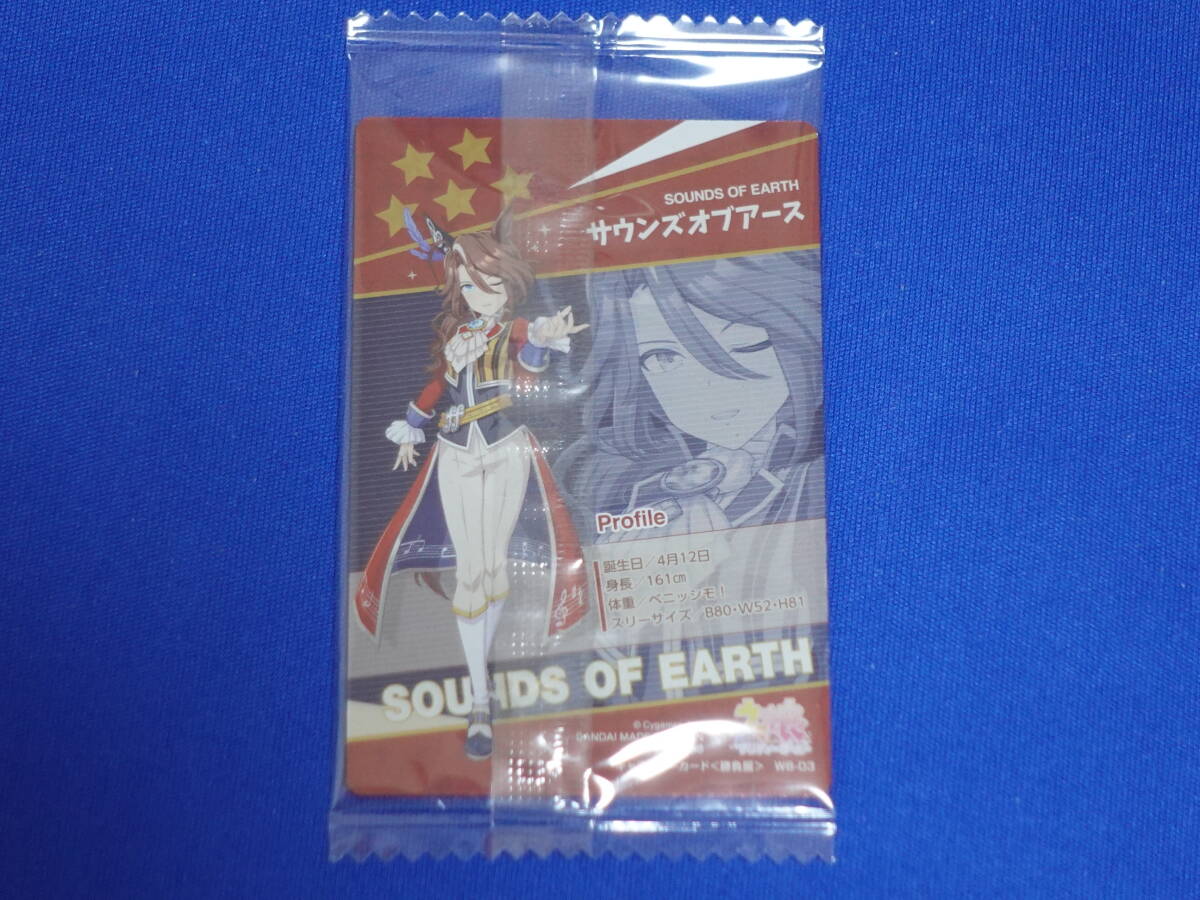 SOUNDS OF EARTH
サウンズオブアース
Profile
誕生日/4月12日
身長/161cm
体重/ベニッシモ!
スリーサイズ/B80・W52・H81
SOUNDS OF EARTH
BANDAI
カード<勝負服> WB-03